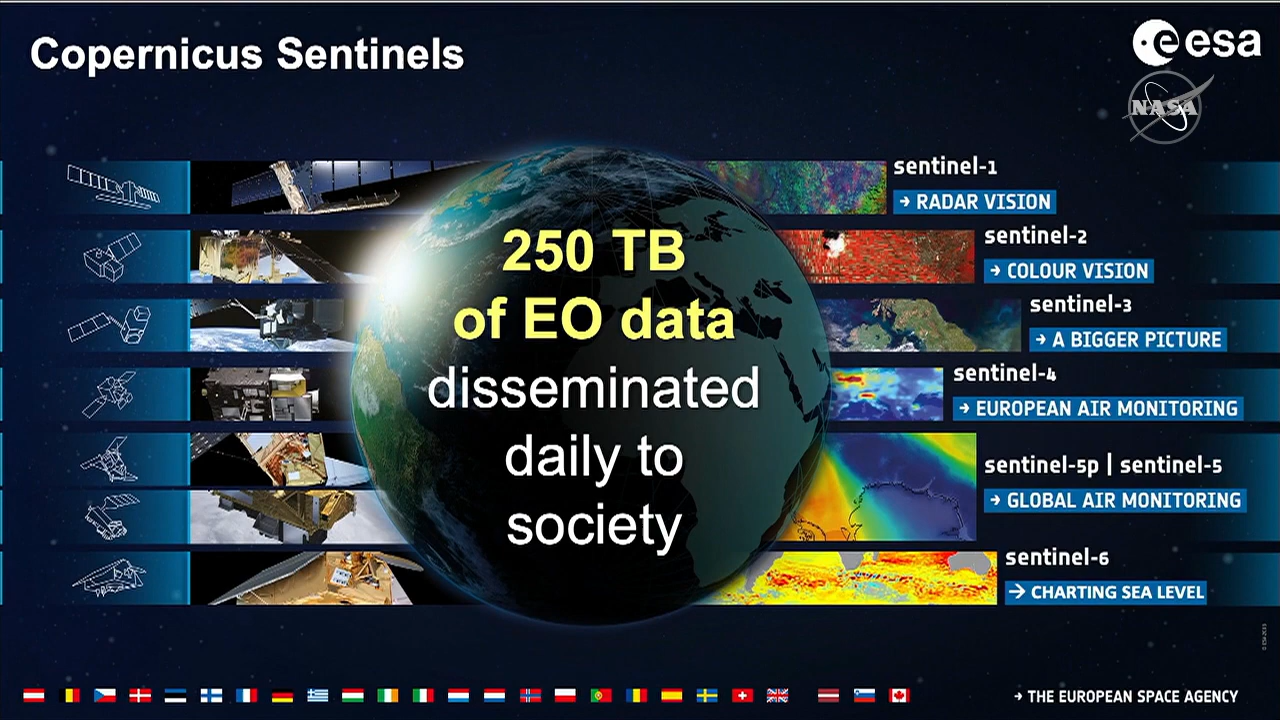 Copernicus Sentinels
esa
NASA
sentinel-1
→ RADAR VISION
sentinel-2
→ COLOUR VISION
sentinel-3
→ A BIGGER PICTURE
sentinel-4
→ EUROPEAN AIR MONITORING
sentinel-5p | sentinel-5
→ GLOBAL AIR MONITORING
sentinel-6
→ CHARTING SEA LEVEL
250 TB
of EO data
disseminated
daily to
society
→ THE EUROPEAN SPACE AGENCY